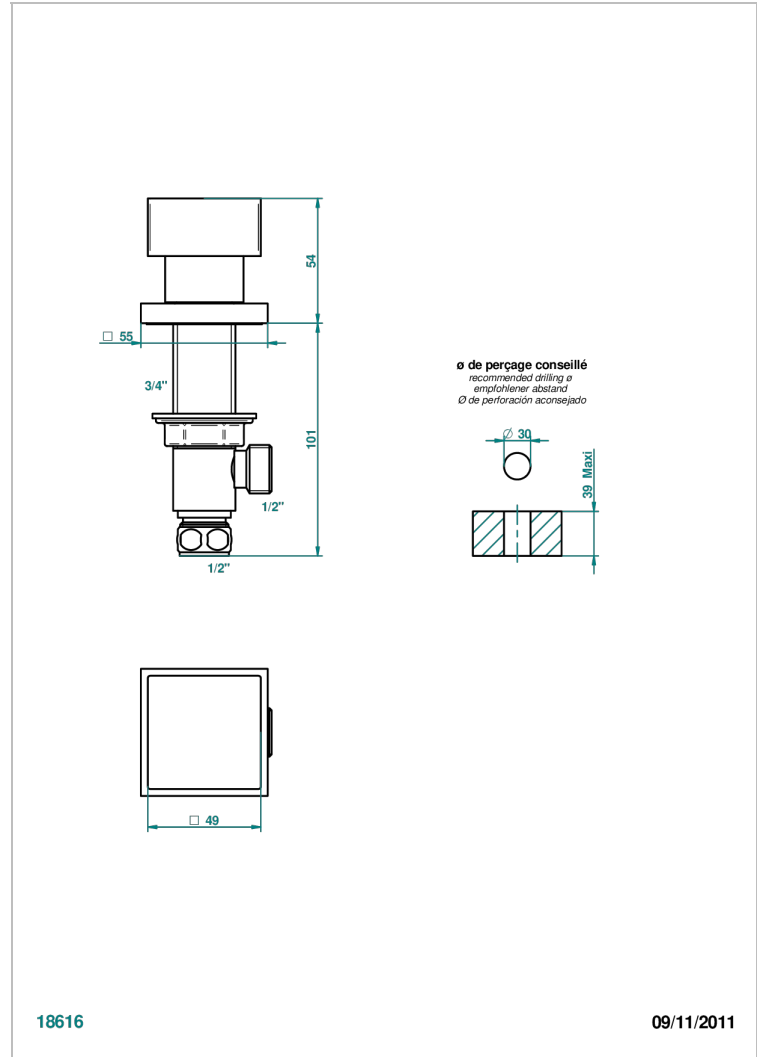 54
□ 55
3/4"
101
1/2"
1/2"
ø de perçage conseillé
recommended drilling ø
empfohlener abstand
Ø de perforación aconsejado
∅ 30
39 Maxi
□ 49
18616
09/11/2011